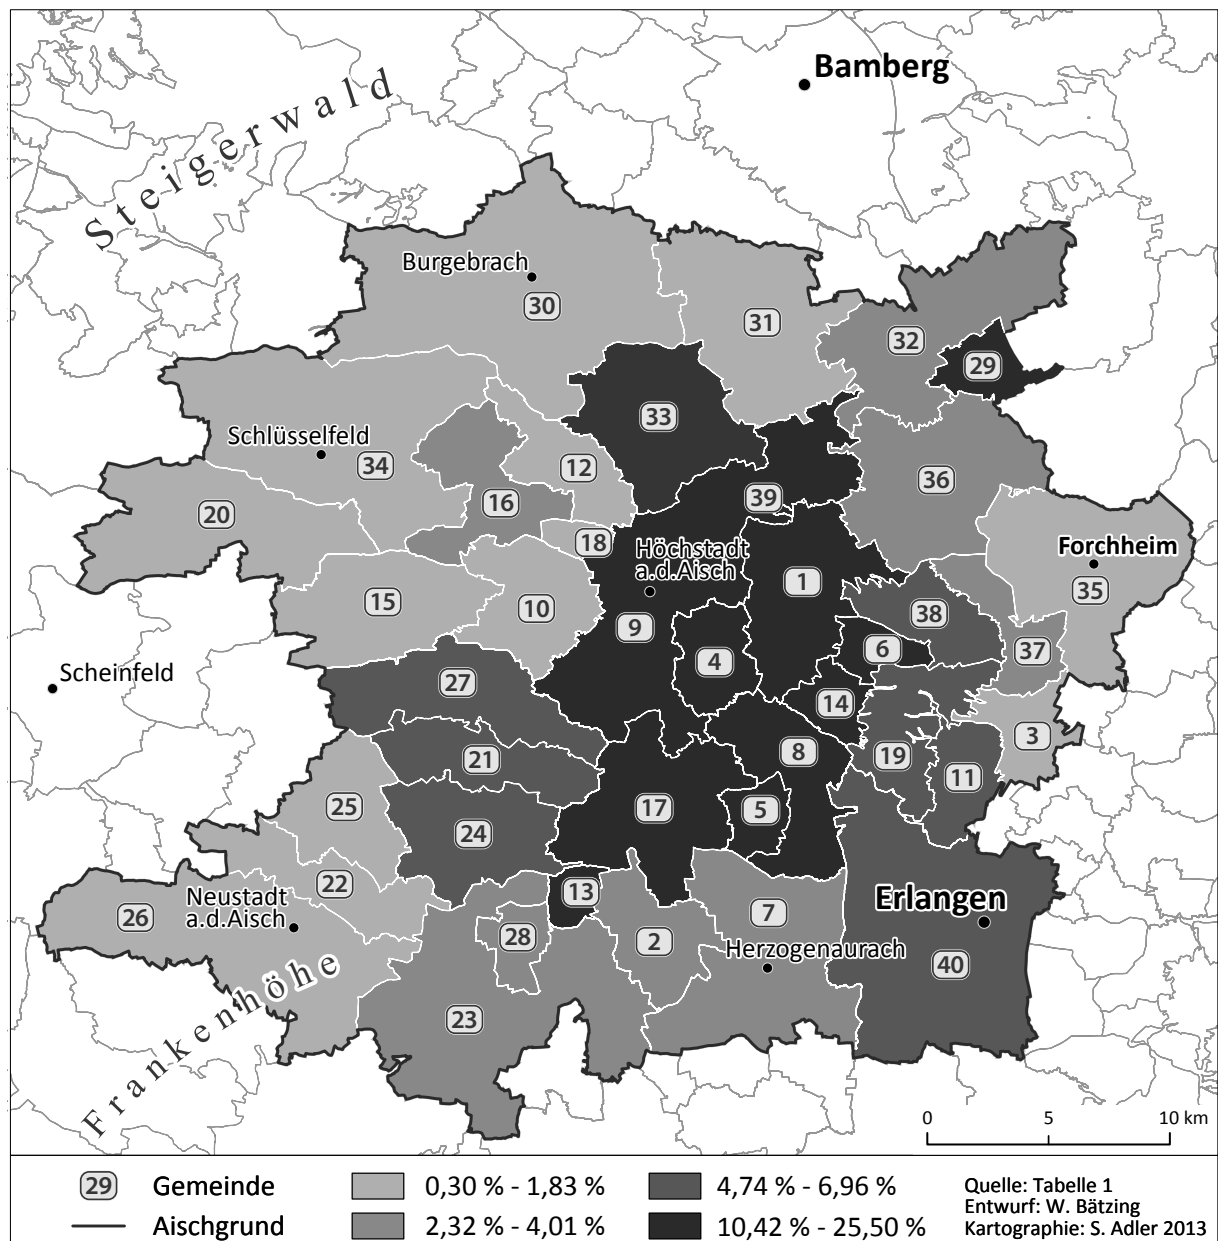 Bamberg
Steigerwald
Burgebrach
30
31
32
29
33
Schlüsselfeld
34
12
39
36
20
16
18
Höchstadt
a.d.Aisch
Forchheim
1
35
15
10
9
38
6
37
4
Scheinfeld
27
14
3
21
8
19
11
25
17
5
24
22
13
Neustadt
a.d.Aisch
26
Erlangen
7
28
2
Herzogenaurach
40
23
Frankenhöhe
0 5 10 km
29 Gemeinde
Aischgrund
0,30 % - 1,83 %
2,32 % - 4,01 %
4,74 % - 6,96 %
10,42 % - 25,50 %
Quelle: Tabelle 1
Entwurf: W. Bätzing
Kartographie: S. Adler 2013